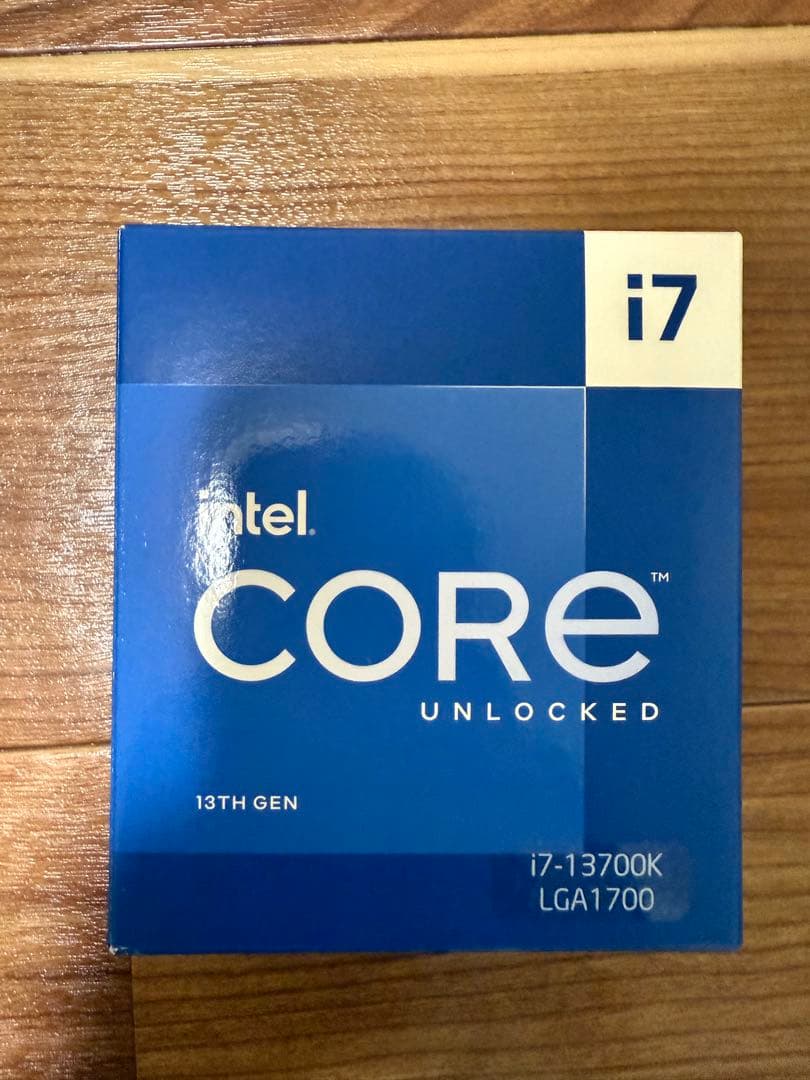 i7
intel.
CORE™
UNLOCKED
13TH GEN
i7-13700K
LGA1700